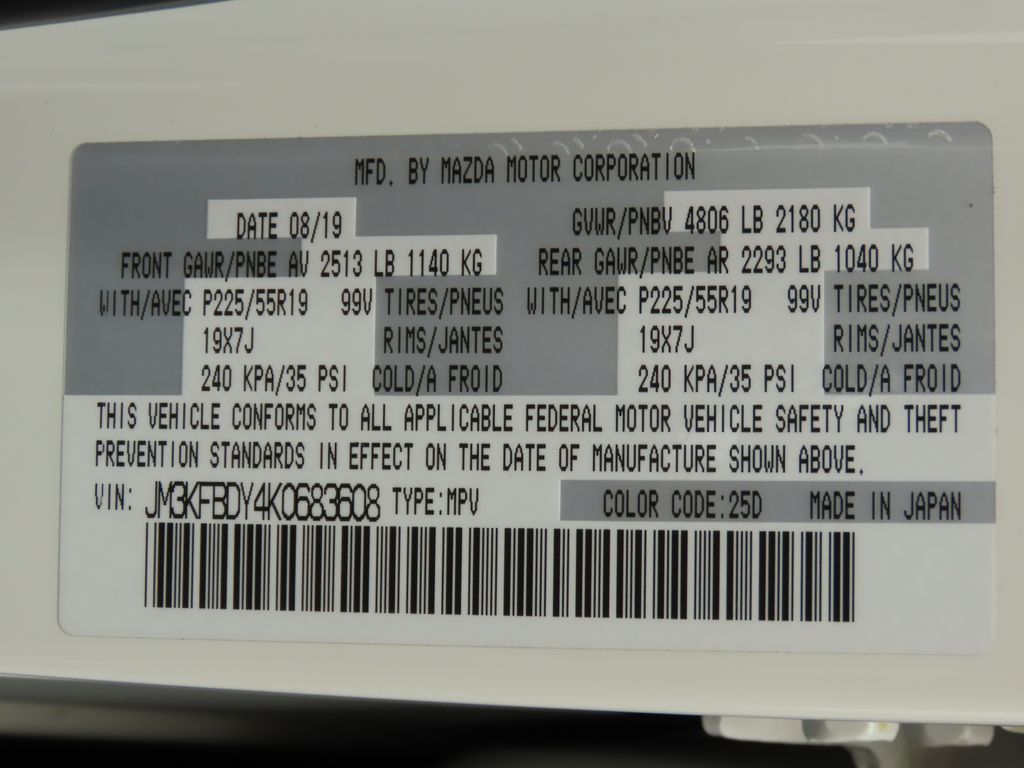 MFD. BY MAZDA MOTOR CORPORATION
DATE 08/19 GVWR/PNBV 4806 LB 2180 KG
FRONT GAWR/PNBE AV 2513 LB 1140 KG REAR GAWR/PNBE AR 2293 LB 1040 KG
WITH/AVEC P225/55R19 99V TIRES/PNEUS WITH/AVEC P225/55R19 99V TIRES/PNEUS
19X7J RIMS/JANTES 19X7J RIMS/JANTES
240 KPA/35 PSI COLD/A FROID 240 KPA/35 PSI COLD/A FROID
THIS VEHICLE CONFORMS TO ALL APPLICABLE FEDERAL MOTOR VEHICLE SAFETY AND THEFT
PREVENTION STANDARDS IN EFFECT ON THE DATE OF MANUFACTURE SHOWN ABOVE.
VIN: JM3KFBDY4K0683608 TYPE:MPV COLOR CODE:25D MADE IN JAPAN